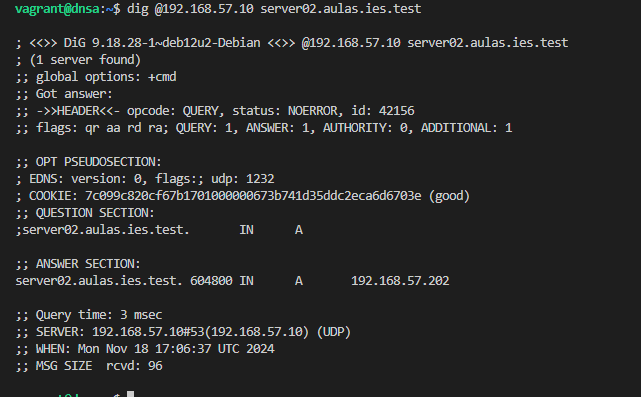 vagrant@dnsa:~$ dig @192.168.57.10 server02.aulas.ies.test

; <<>> DiG 9.18.28-1~deb12u2-Debian <<>> @192.168.57.10 server02.aulas.ies.test
; (1 server found)
;; global options: +cmd
;; Got answer:
;; ->>HEADER<<- opcode: QUERY, status: NOERROR, id: 42156
;; flags: qr aa rd ra; QUERY: 1, ANSWER: 1, AUTHORITY: 0, ADDITIONAL: 1

;; OPT PSEUDOSECTION:
; EDNS: version: 0, flags:; udp: 1232
; COOKIE: 7c099c820cf67b1701000000673b741d35ddc2eca6d6703e (good)
;; QUESTION SECTION:
;server02.aulas.ies.test. IN A

;; ANSWER SECTION:
server02.aulas.ies.test. 604800 IN A 192.168.57.202

;; Query time: 3 msec
;; SERVER: 192.168.57.10#53(192.168.57.10) (UDP)
;; WHEN: Mon Nov 18 17:06:37 UTC 2024
;; MSG SIZE rcvd: 96